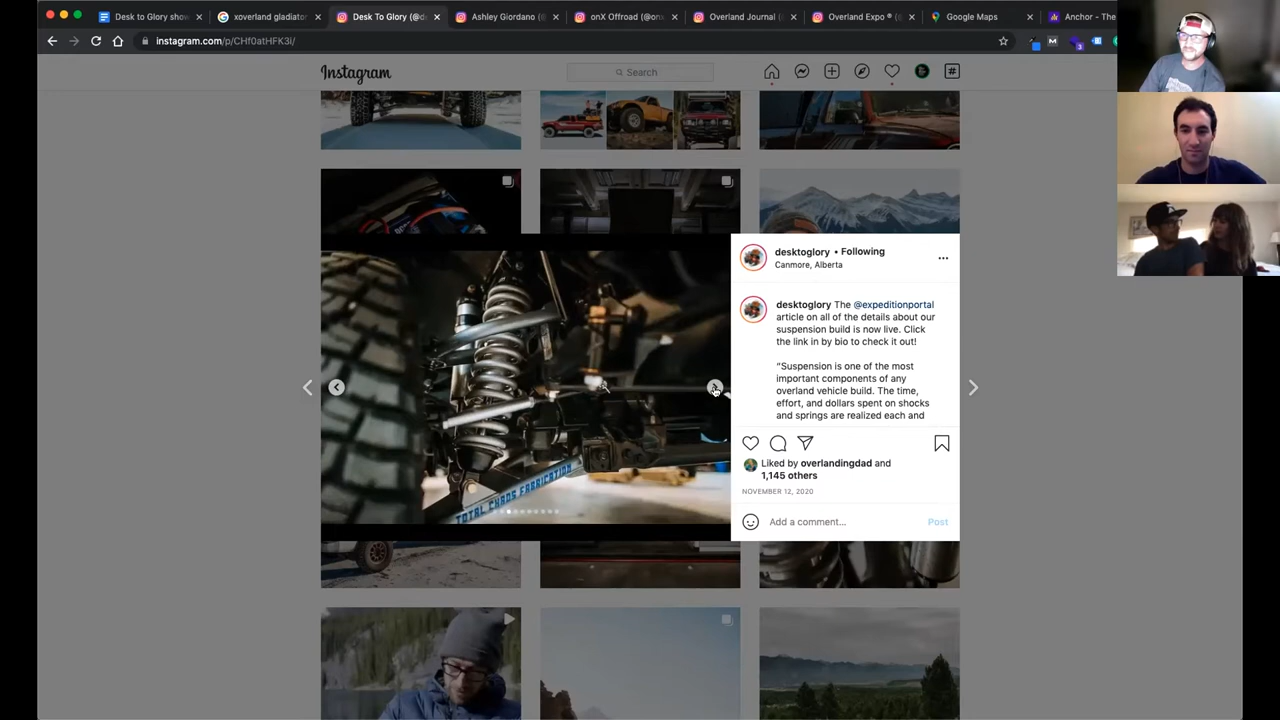 Desk to Glory sho
xoverland gladiato
Desk To Glory (@d
Ashley Giordano (@
onX Offroad (@on
Overland Journal (
Overland Expo ® (
Google Maps
Anchor - The
instagram.com/p/CHf0atHFK3i/
Instagram
Search
desktoglory • Following
Canmore, Alberta
desktoglory The @expeditionportal
article on all of the details about our
suspension build is now live. Click
the link in by bio to check it out!
"Suspension is one of the most
important components of any
overland vehicle build. The time,
effort, and dollars spent on shocks
and springs are realized each and
TOTAL CHAOS FABRICATION
Liked by overlandingdad and
1,145 others
NOVEMBER 12, 2020
Add a comment...
Post